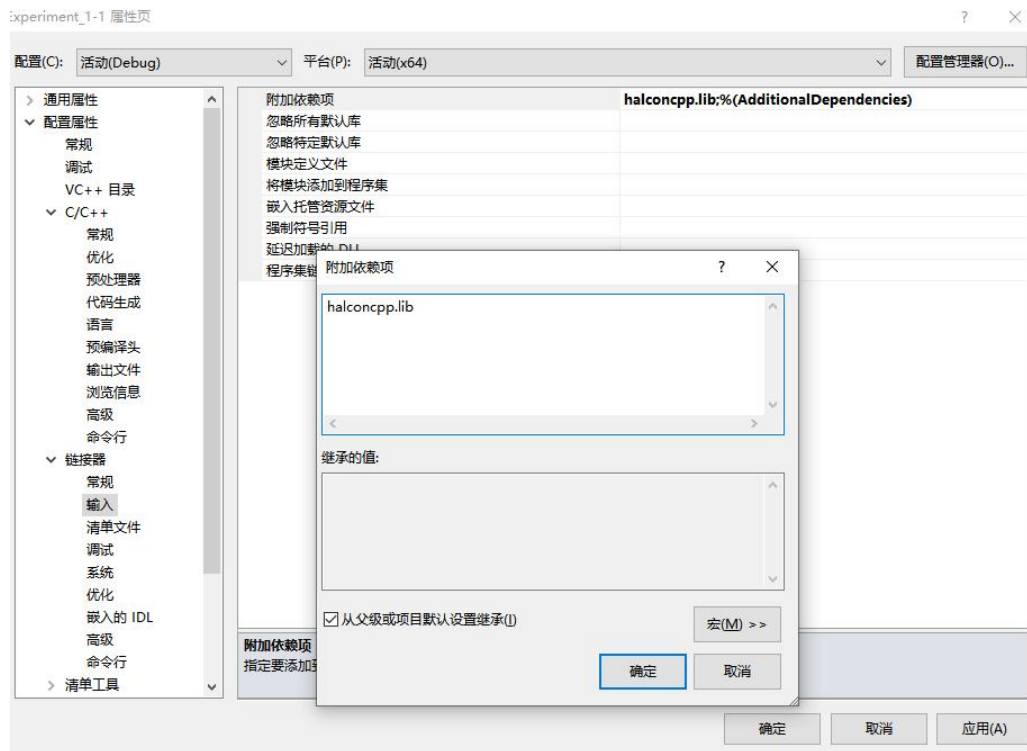 Experiment_1-1 属性页
配置(C): 活动(Debug) 平台(P): 活动(x64) 配置管理器(O)...
通用属性
配置属性
常规
调试
VC++ 目录
C/C++
常规
优化
预处理器
代码生成
语言
预编译头
输出文件
浏览信息
高级
命令行
链接器
常规
输入
清单文件
调试
系统
优化
嵌入的 IDL
高级
命令行
清单工具
附加依赖项 halconcpp.lib;%(AdditionalDependencies)
忽略所有默认库
忽略特定默认库
模块定义文件
将模块添加到程序集
嵌入托管资源文件
强制符号引用
延迟加载的 DLL
程序集链
附加依赖项
指定要添加到
附加依赖项
halconcpp.lib
继承的值:
从父级或项目默认设置继承(I)
宏(M) >>
确定 取消
确定 取消 应用(A)